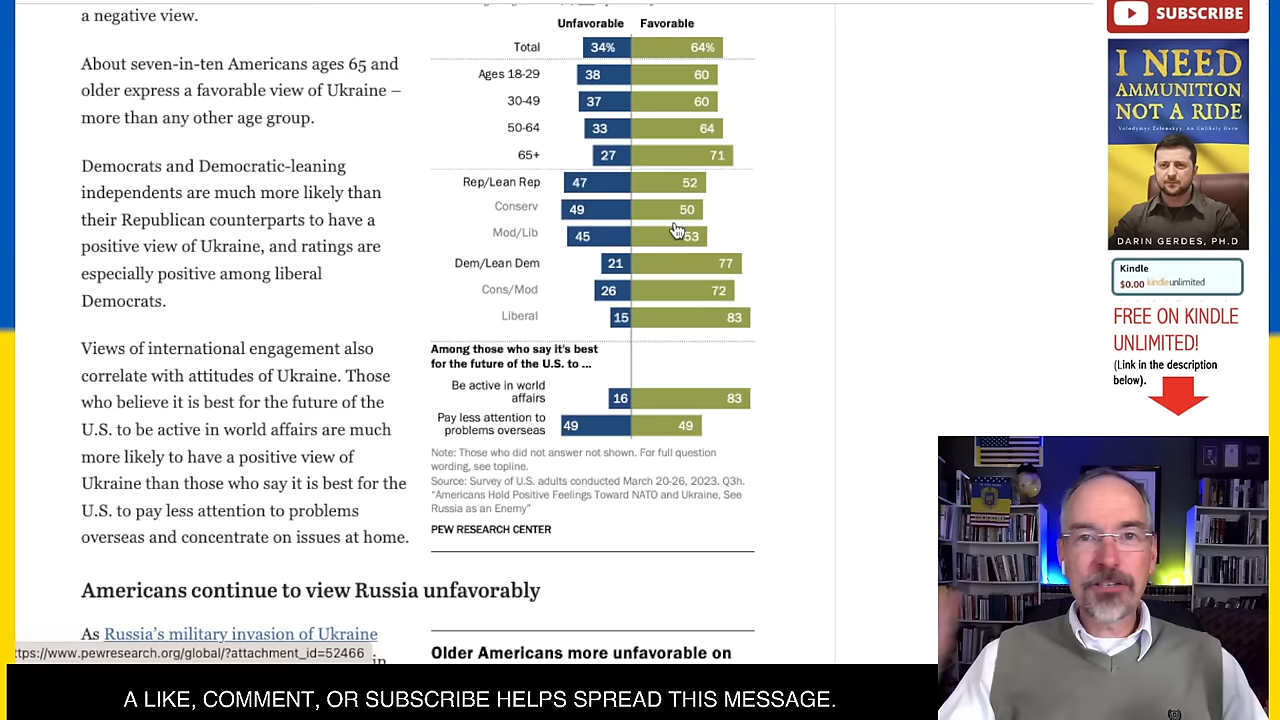 a negative view.
About seven-in-ten Americans ages 65 and
older express a favorable view of Ukraine –
more than any other age group.
Democrats and Democratic-leaning
independents are much more likely than
their Republican counterparts to have a
positive view of Ukraine, and ratings are
especially positive among liberal
Democrats.
Views of international engagement also
correlate with attitudes of Ukraine. Those
who believe it is best for the future of the
U.S. to be active in world affairs are much
more likely to have a positive view of
Ukraine than those who say it is best for the
U.S. to pay less attention to problems
overseas and concentrate on issues at home.
Americans continue to view Russia unfavorably
As Russia's military invasion of Ukraine
in
ttps://www.pewresearch.org/global/?attachment_id=52466
Unfavorable Favorable
Total 34% 64%
Ages 18-29 38 60
30-49 37 60
50-64 33 64
65+ 27 71
Rep/Lean Rep 47 52
Conserv 49 50
Mod/Lib 45 53
Dem/Lean Dem 21 77
Cons/Mod 26 72
Liberal 15 83
Among those who say it's best
for the future of the U.S. to ...
Be active in world
affairs 16 83
Pay less attention to
problems overseas 49 49
Note: Those who did not answer not shown. For full question
wording, see topline.
Source: Survey of U.S. adults conducted March 20-26, 2023. Q3h.
"Americans Hold Positive Feelings Toward NATO and Ukraine, See
Russia as an Enemy"
PEW RESEARCH CENTER
Older Americans more unfavorable on
SUBSCRIBE
I NEED
AMMUNITION,
NOT A RIDE
Volodymyr Zelenskyy, An Unlikely Hero
DARIN GERDES, PH.D
Kindle
$0.00 kindleunlimited
FREE ON KINDLE
UNLIMITED!
(Link in the description
below).
A LIKE, COMMENT, OR SUBSCRIBE HELPS SPREAD THIS MESSAGE.